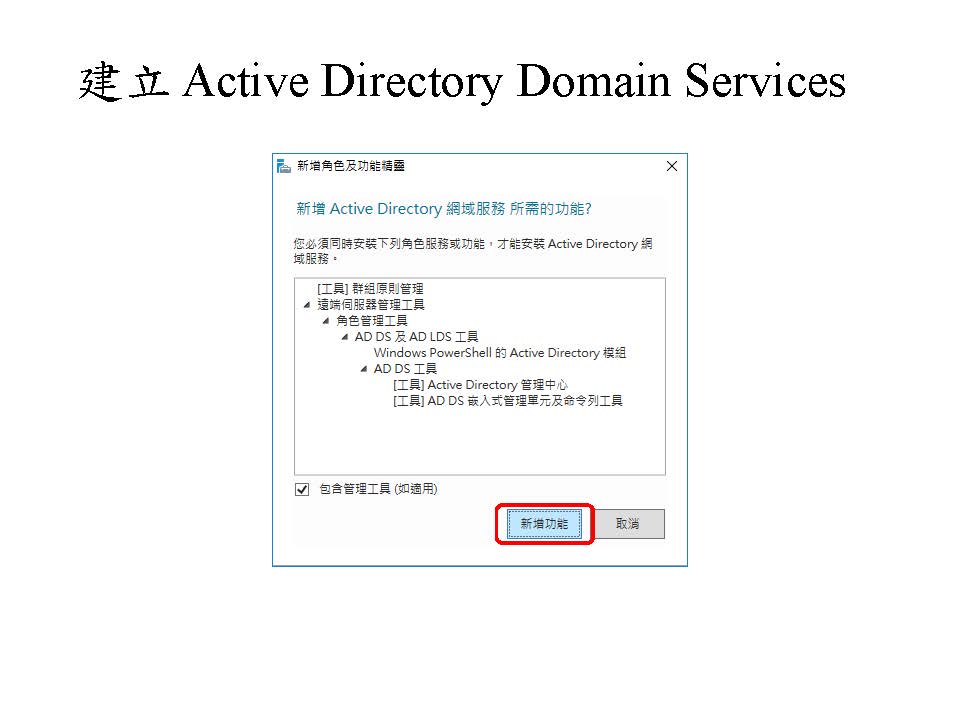 建立 Active Directory Domain Services
新增角色及功能精靈
新增 Active Directory 網域服務 所需的功能?
您必須同時安裝下列角色服務或功能，才能安裝 Active Directory 網
域服務。
[工具] 群組原則管理
遠端伺服器管理工具
角色管理工具
AD DS 及 AD LDS 工具
Windows PowerShell 的 Active Directory 模組
AD DS 工具
[工具] Active Directory 管理中心
[工具] AD DS 嵌入式管理單元及命令列工具
包含管理工具 (如適用)
新增功能
取消